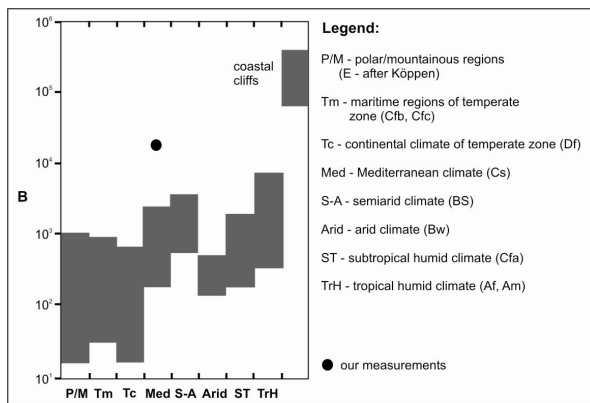 10⁶
10⁵
10⁴
10³
10²
10¹
B
coastal
cliffs
P/M Tm Tc Med S-A Arid ST TrH
Legend:
P/M - polar/mountainous regions
(E - after Köppen)
Tm - maritime regions of temperate
zone (Cfb, Cfc)
Tc - continental climate of temperate zone (Df)
Med - Mediterranean climate (Cs)
S-A - semiarid climate (BS)
Arid - arid climate (Bw)
ST - subtropical humid climate (Cfa)
TrH - tropical humid climate (Af, Am)
our measurements